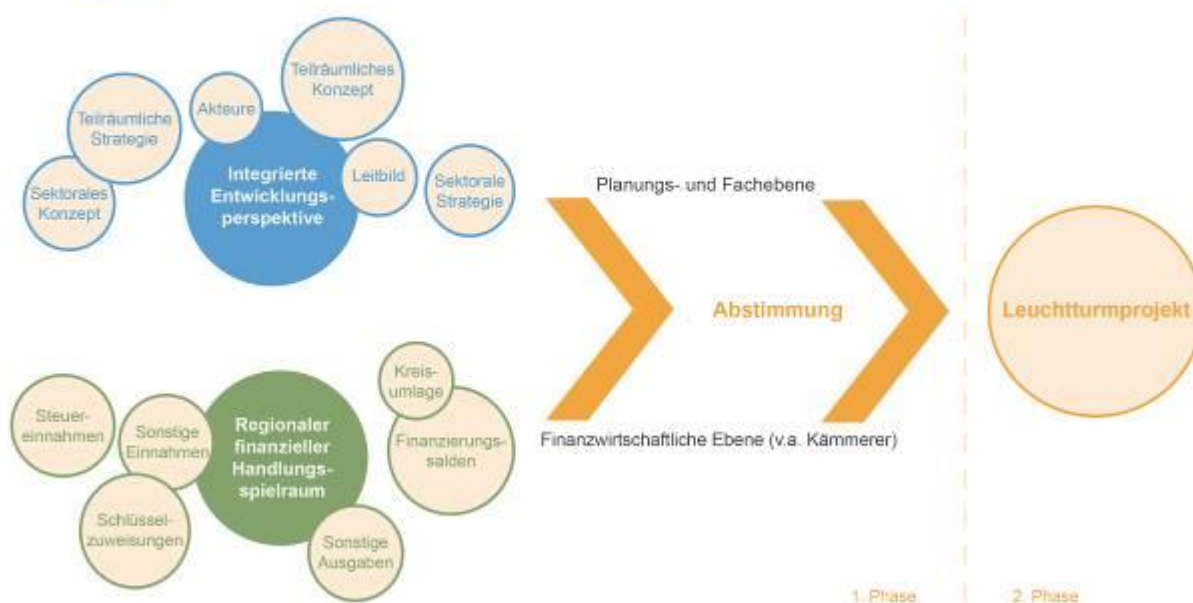 Teilräumliches
Konzept
Akteure
Teilräumliche
Strategie
Integrierte
Entwicklungs-
perspektive
Leitbild
Sektorale
Strategie
Sektorales
Konzept
Planungs- und Fachebene
Abstimmung
Leuchtturmprojekt
Kreis-
umlage
Steuer-
einnahmen
Sonstige
Einnahmen
Regionaler
finanzieller
Handlungs-
spielraum
Finanzierungs-
salden
Finanzwirtschaftliche Ebene (v.a. Kämmerer)
Schlüssel-
zuweisungen
Sonstige
Ausgaben
1. Phase
2. Phase